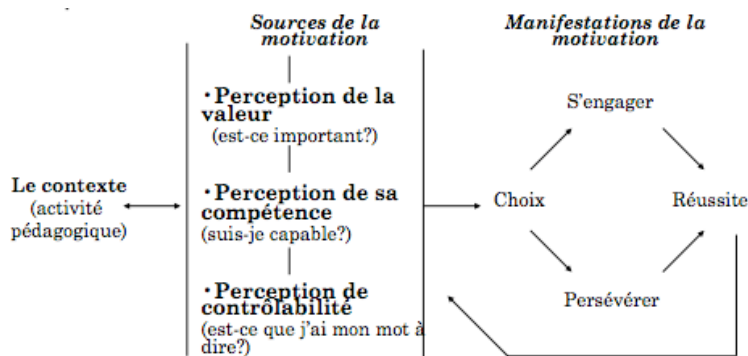 Sources de la
motivation
Manifestations de la
motivation
·Perception de la
valeur
(est-ce important?)
S'engager
Le contexte
(activité
pédagogique)
·Perception de sa
compétence
(suis-je capable?)
Choix
Réussite
·Perception de
contrôlabilité
(est-ce que j'ai mon mot à
dire?)
Persévérer